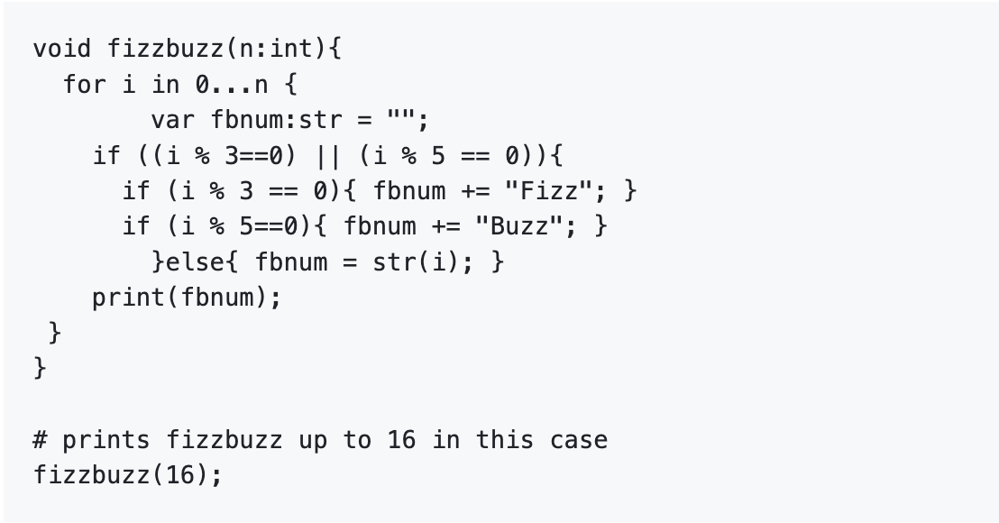 void fizzbuzz(n:int){
  for i in 0...n {
        var fbnum:str = "";
    if ((i % 3==0) || (i % 5 == 0)){
      if (i % 3 == 0){ fbnum += "Fizz"; }
      if (i % 5==0){ fbnum += "Buzz"; }
        }else{ fbnum = str(i); }
    print(fbnum);
 }
}

# prints fizzbuzz up to 16 in this case
fizzbuzz(16);